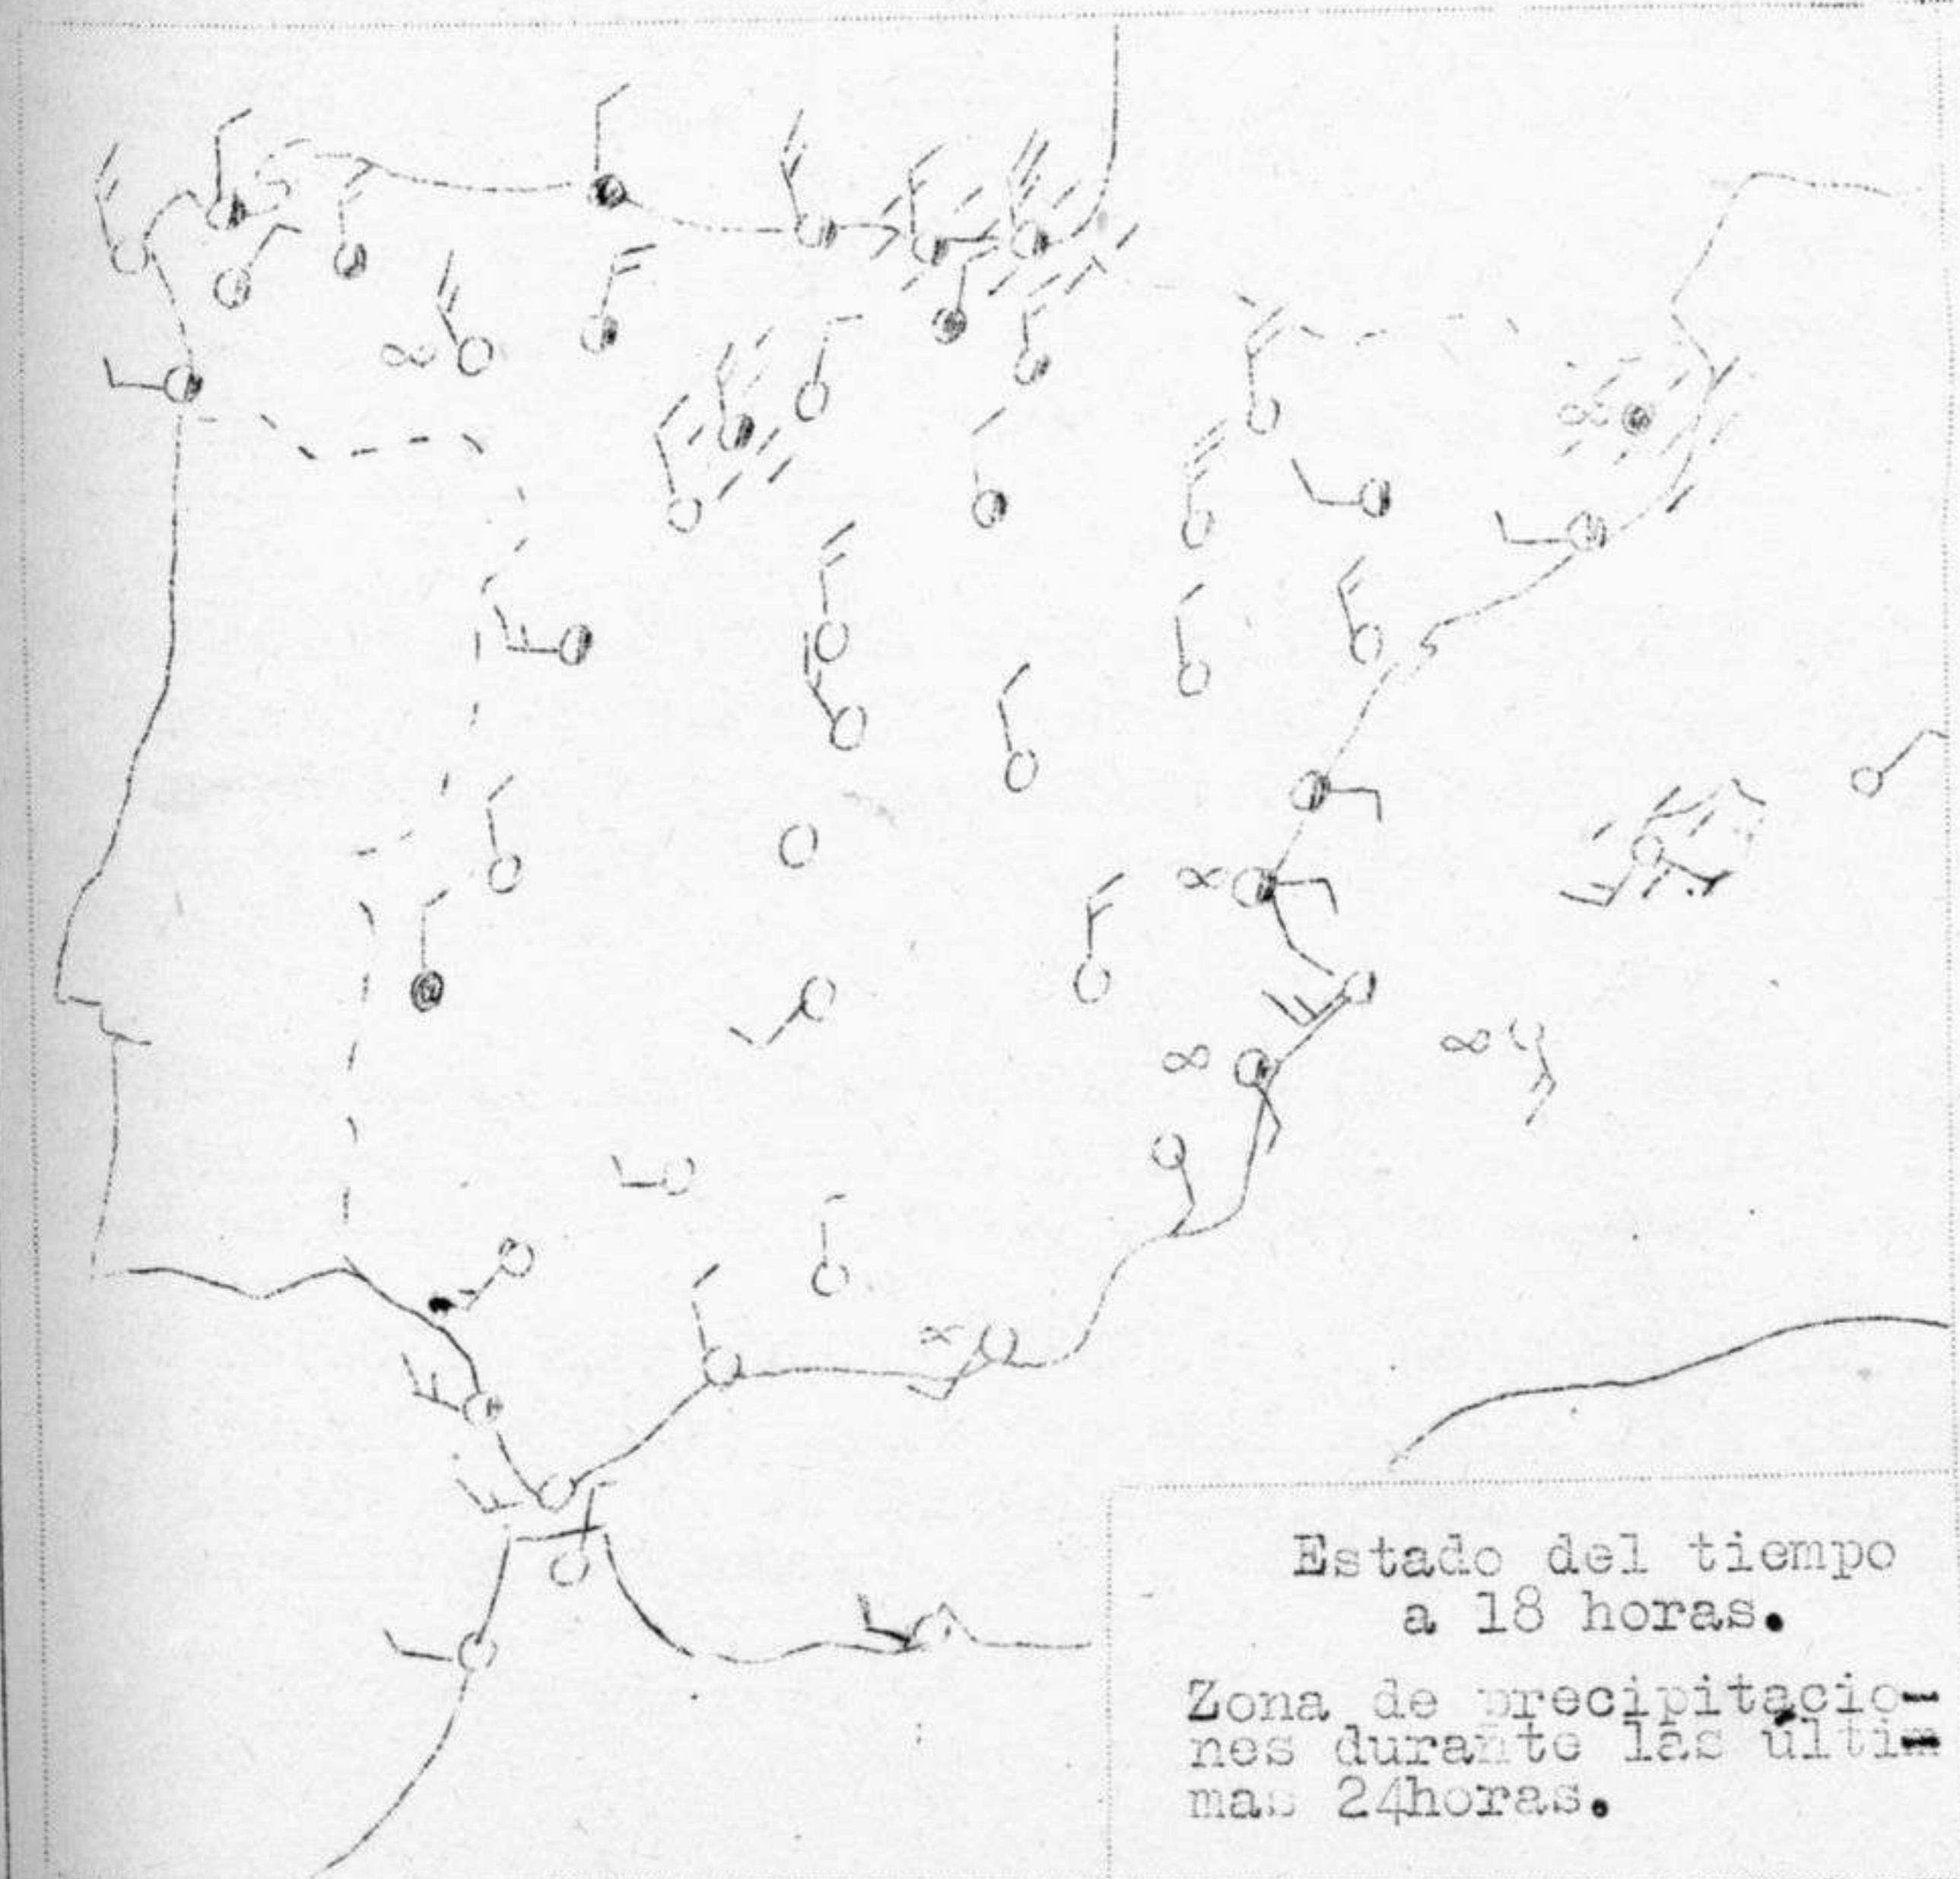 Estado del tiempo
a 18 horas.
Zona de precipitacio-
nes durante las últi-
mas 24horas.